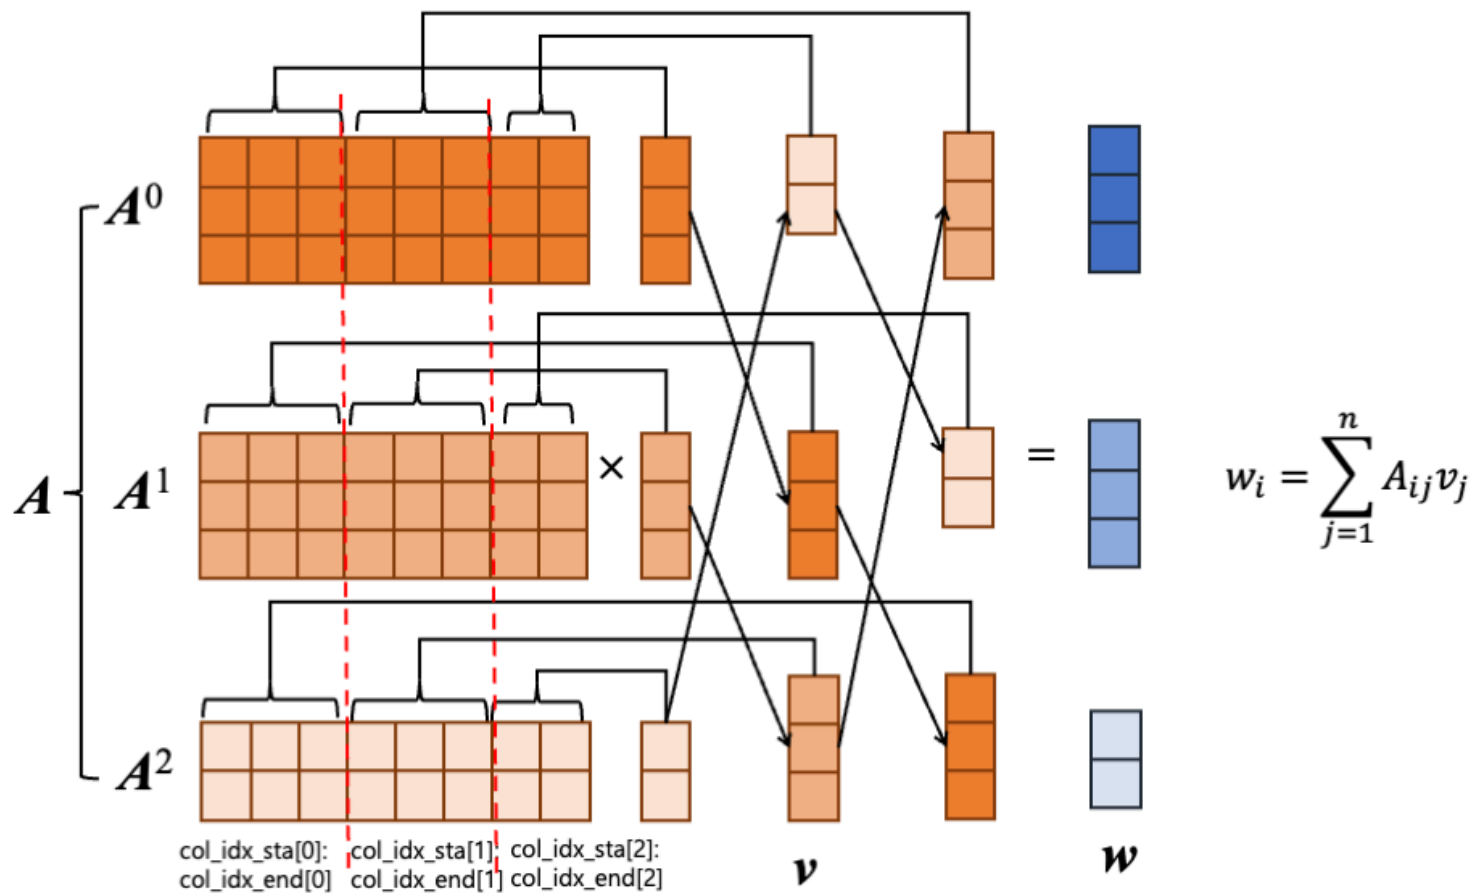 A⁰
A
A¹
×
=
wᵢ = ∑ⱼ₌₁ⁿ Aᵢⱼvⱼ
A²
col_idx_sta[0]: col_idx_sta[1]: col_idx_sta[2]:
col_idx_end[0] col_idx_end[1] col_idx_end[2]
v
w